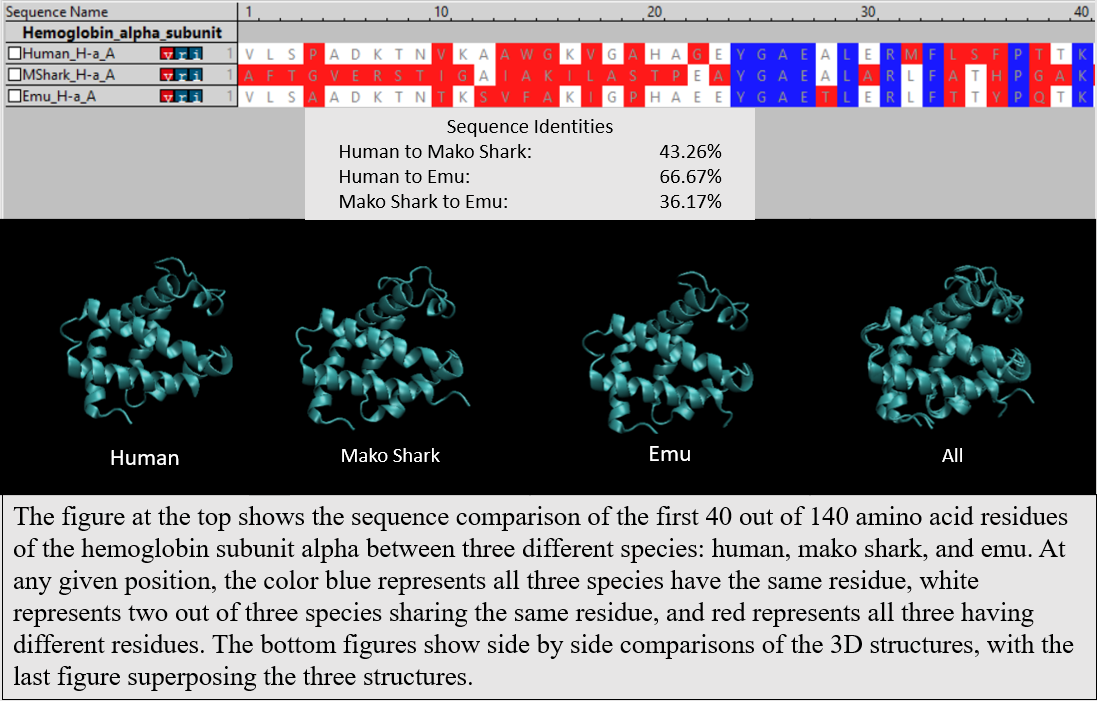 Sequence Name 1 10 20 30 40
Hemoglobin_alpha_subunit
Human_H-a_A v r i 1 V L S P A D K T N V K A A W G K V G A H A G E Y G A E A L E R M F L S F P T T K
MShark_H-a_A v r i 1 A F T G V E R S T I G A I A K I L A S T P E A Y G A E A L A R L F A T H P G A K
Emu_H-a_A v r i 1 V L S A A D K T N T K S V F A K I G P H A E E Y G A E T L E R L F T T Y P Q T K
Sequence Identities
Human to Mako Shark: 43.26%
Human to Emu: 66.67%
Mako Shark to Emu: 36.17%
Human Mako Shark Emu All
The figure at the top shows the sequence comparison of the first 40 out of 140 amino acid residues
of the hemoglobin subunit alpha between three different species: human, mako shark, and emu. At
any given position, the color blue represents all three species have the same residue, white
represents two out of three species sharing the same residue, and red represents all three having
different residues. The bottom figures show side by side comparisons of the 3D structures, with the
last figure superposing the three structures.